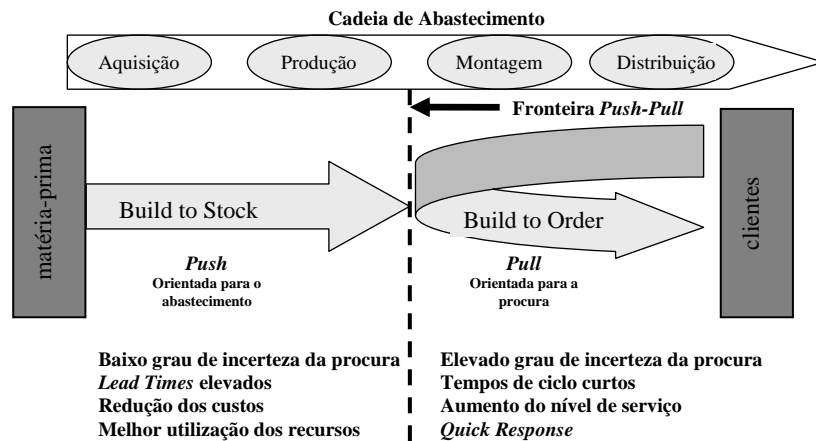 Cadeia de Abastecimento
Aquisição
Produção
Montagem
Distribuição
Fronteira Push-Pull
matéria-prima
Build to Stock
Build to Order
clientes
Push
Orientada para o
abastecimento
Pull
Orientada para a
procura
Baixo grau de incerteza da procura
Lead Times elevados
Redução dos custos
Melhor utilização dos recursos
Elevado grau de incerteza da procura
Tempos de ciclo curtos
Aumento do nível de serviço
Quick Response